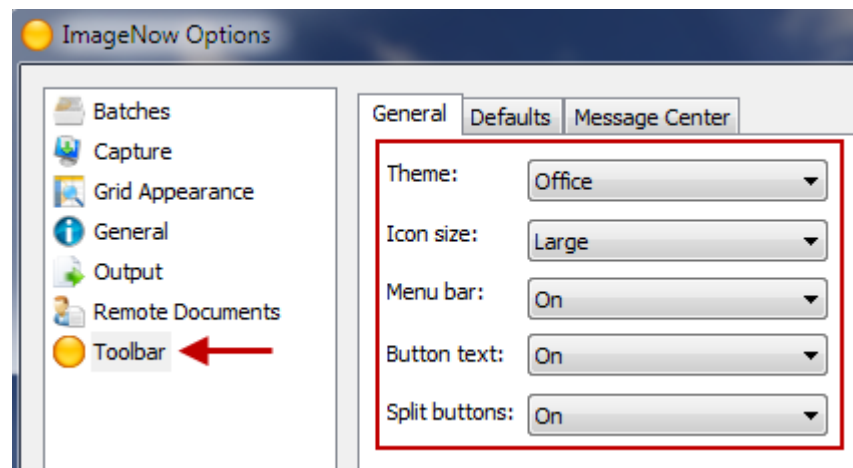 ImageNow Options
Batches
Capture
Grid Appearance
General
Output
Remote Documents
Toolbar
General Defaults Message Center
Theme: Office
Icon size: Large
Menu bar: On
Button text: On
Split buttons: On